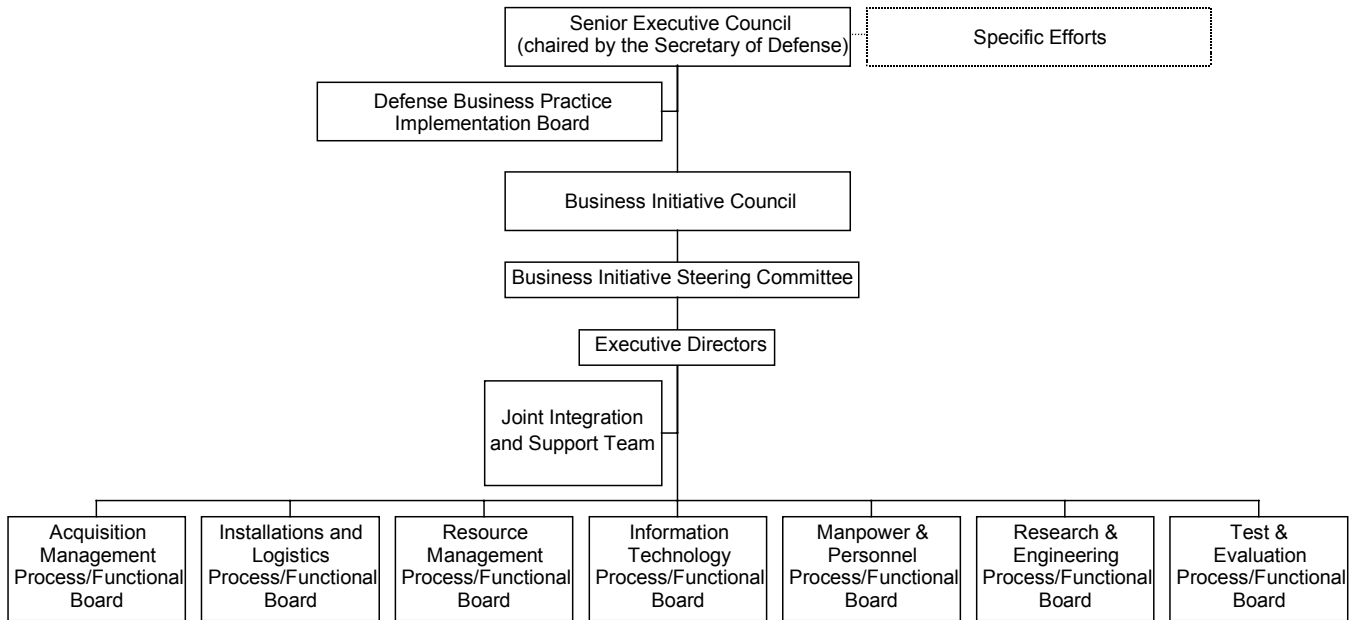 Senior Executive Council
(chaired by the Secretary of Defense)
Specific Efforts
Defense Business Practice
Implementation Board
Business Initiative Council
Business Initiative Steering Committee
Executive Directors
Joint Integration
and Support Team
Acquisition
Management
Process/Functional
Board
Installations and
Logistics
Process/Functional
Board
Resource
Management
Process/Functional
Board
Information
Technology
Process/Functional
Board
Manpower &
Personnel
Process/Functional
Board
Research &
Engineering
Process/Functional
Board
Test &
Evaluation
Process/Functional
Board